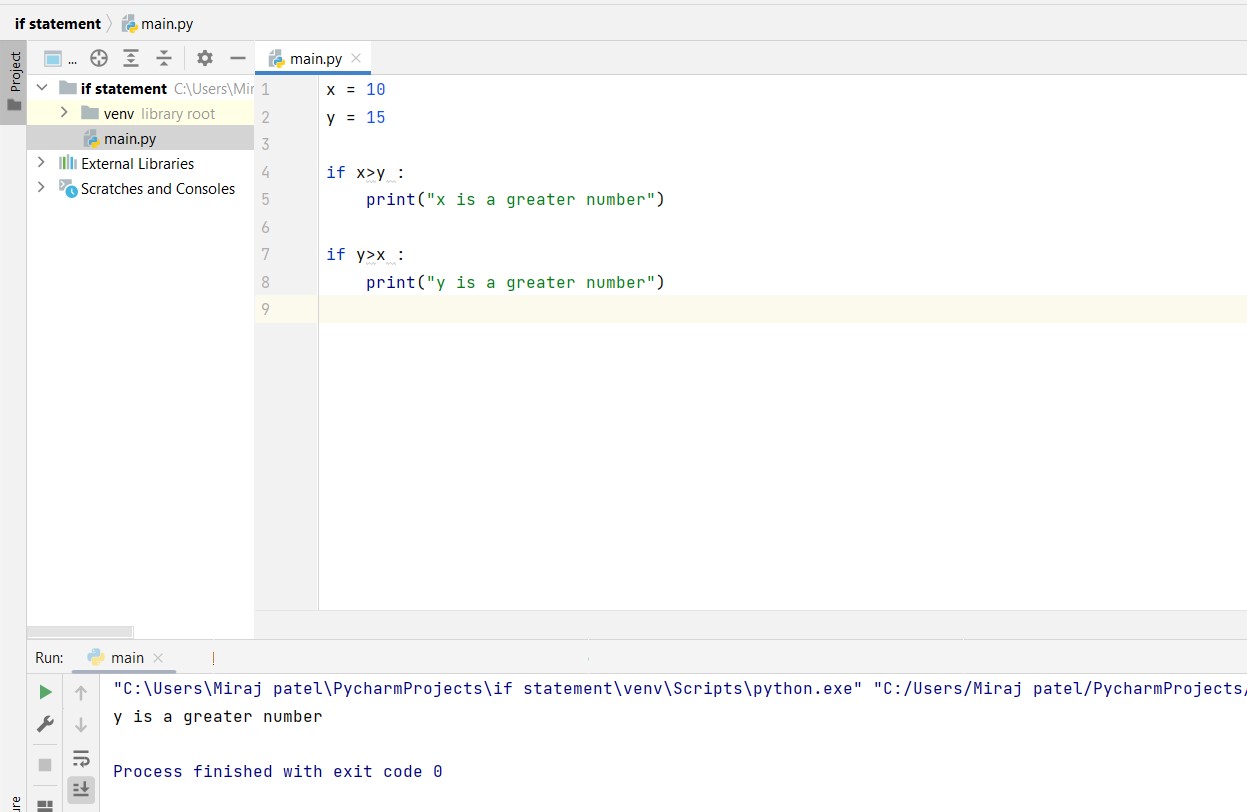 if statement main.py
Project
... main.py
if statement C:\Users\Mir
venv library root
main.py
External Libraries
Scratches and Consoles
1 x = 10
2 y = 15
3
4 if x>y :
5 print("x is a greater number")
6
7 if y>x :
8 print("y is a greater number")
9
Run: main
"C:\Users\Miraj patel\PycharmProjects\if statement\venv\Scripts\python.exe" "C:/Users/Miraj patel/PycharmProjects/
y is a greater number
Process finished with exit code 0
ure